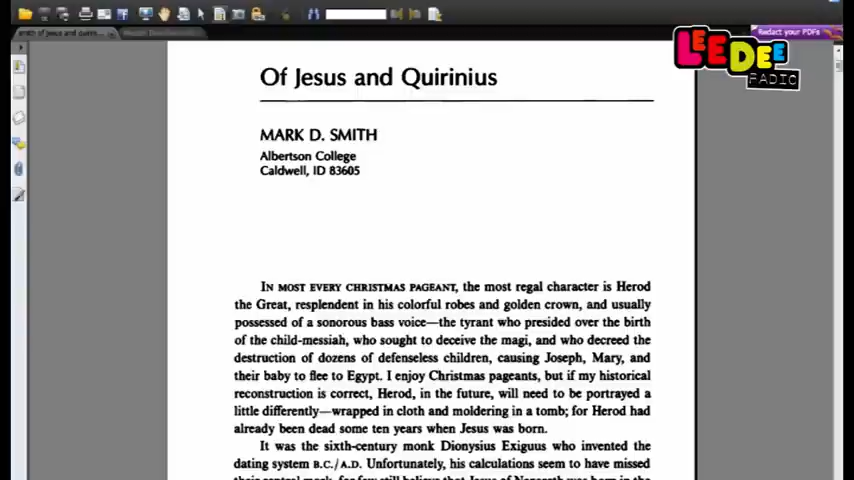 LEE DEE
RADIO
Redact your PDFs
Of Jesus and Quirinius
MARK D. SMITH
Albertson College
Caldwell, ID 83605
IN MOST EVERY CHRISTMAS PAGEANT, the most regal character is Herod
the Great, resplendent in his colorful robes and golden crown, and usually
possessed of a sonorous bass voice—the tyrant who presided over the birth
of the child-messiah, who sought to deceive the magi, and who decreed the
destruction of dozens of defenseless children, causing Joseph, Mary, and
their baby to flee to Egypt. I enjoy Christmas pageants, but if my historical
reconstruction is correct, Herod, in the future, will need to be portrayed a
little differently—wrapped in cloth and moldering in a tomb; for Herod had
already been dead some ten years when Jesus was born.
It was the sixth-century monk Dionysius Exiguus who invented the
dating system B.C./A.D. Unfortunately, his calculations seem to have missed